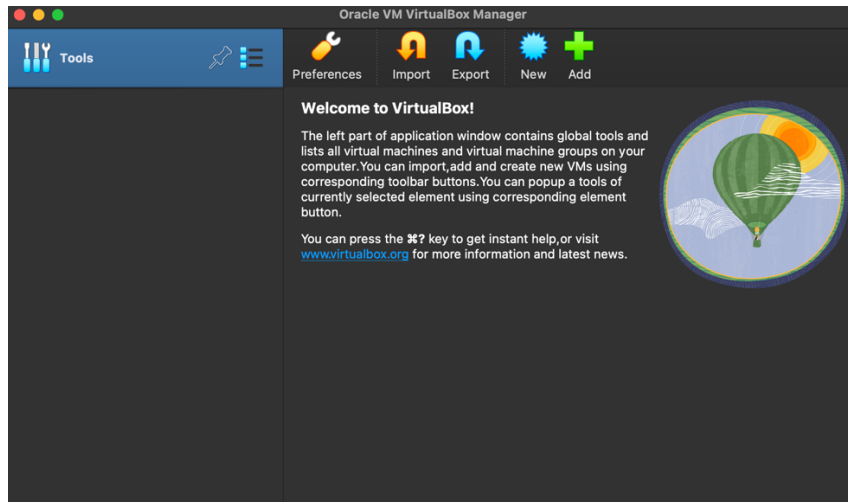 Oracle VM VirtualBox Manager
Tools
Preferences Import Export New Add
Welcome to VirtualBox!
The left part of application window contains global tools and
lists all virtual machines and virtual machine groups on your
computer.You can import,add and create new VMs using
corresponding toolbar buttons.You can popup a tools of
currently selected element using corresponding element
button.
You can press the ⌘? key to get instant help,or visit
www.virtualbox.org for more information and latest news.